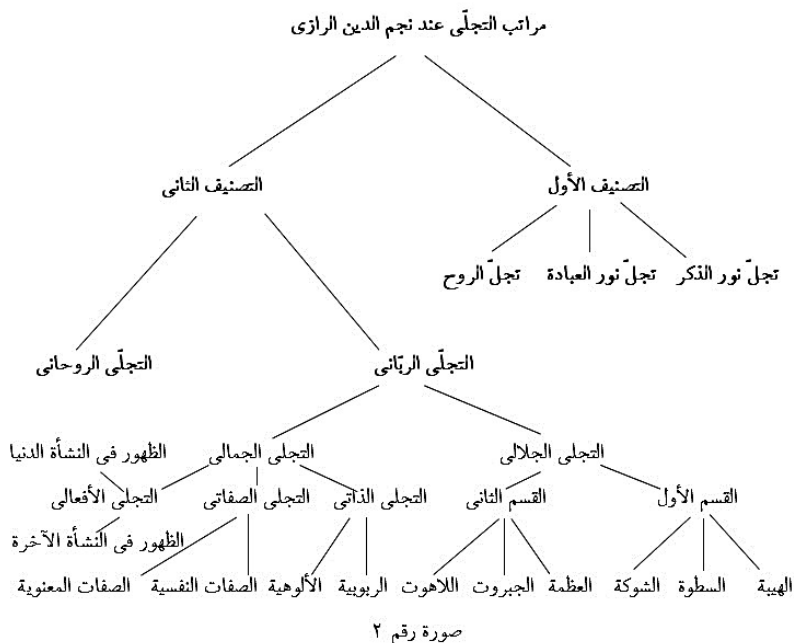 مراتب التجلّى عند نجم الدين الرازى
التصنيف الأول التصنيف الثانى
تجلّ نور الذكر تجلّ نور العبادة تجلّ الروح
التجلّى الربّانى التجلّى الروحانى
التجلى الجلالى التجلى الجمالى الظهور فى النشأة الدنيا
القسم الأول القسم الثانى التجلى الذاتى التجلى الصفاتى التجلى الأفعالى
الظهور فى النشأة الآخرة
الهيبة السطوة الشوكة العظمة الجبروت اللاهوت الربوبية الألوهية الصفات النفسية الصفات المعنوية
صورة رقم ٢